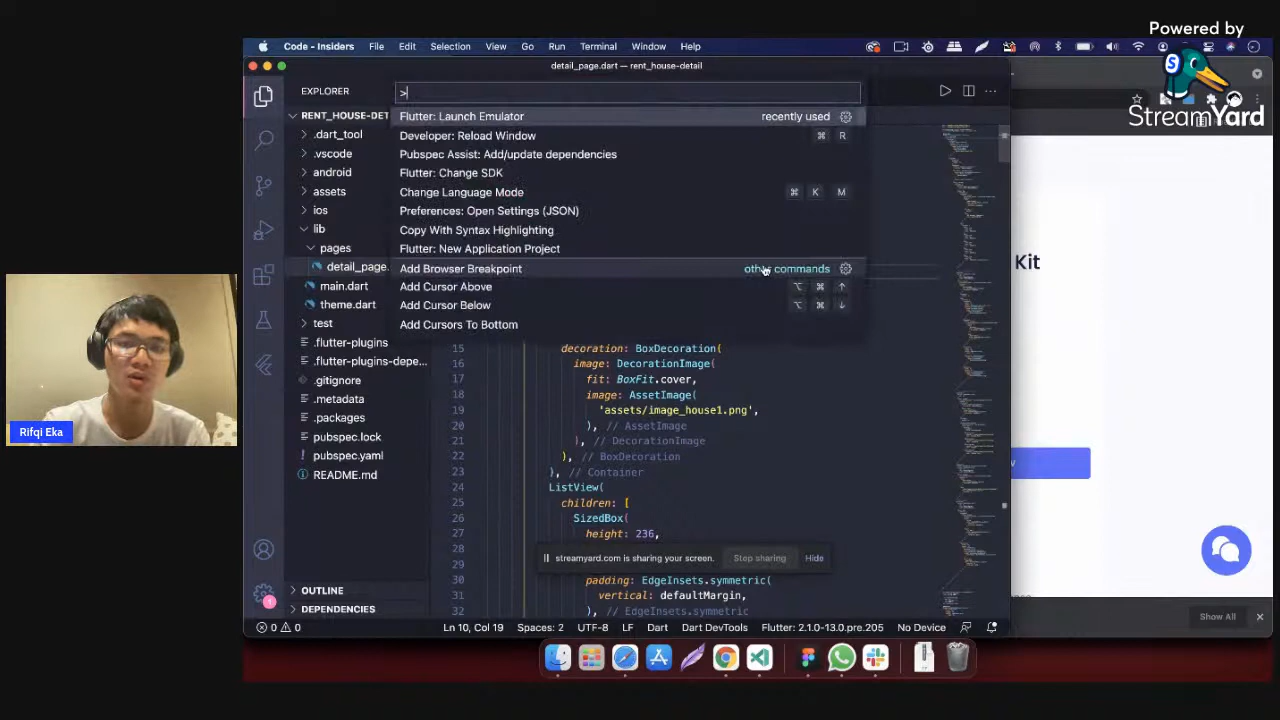 Powered by
StreamYard
Code - Insiders File Edit Selection View Go Run Terminal Window Help
detail_page.dart — rent_house-detail
EXPLORER
>
RENT_HOUSE-DET
.dart_tool
.vscode
android
assets
ios
lib
pages
detail_page.
main.dart
theme.dart
test
.flutter-plugins
.flutter-plugins-depe...
.gitignore
.metadata
.packages
pubspec.lock
pubspec.yaml
README.md
OUTLINE
DEPENDENCIES
Flutter: Launch Emulator recently used
Developer: Reload Window ⌘ R
Pubspec Assist: Add/update dependencies
Flutter: Change SDK
Change Language Mode ⌘ K M
Preferences: Open Settings (JSON)
Copy With Syntax Highlighting
Flutter: New Application Project
Add Browser Breakpoint other commands
Add Cursor Above ⌥ ⌘ ↑
Add Cursor Below ⌥ ⌘ ↓
Add Cursors To Bottom
15 decoration: BoxDecoration(
16 image: DecorationImage(
17 fit: BoxFit.cover,
18 image: AssetImage(
19 'assets/image_house1.png',
20 ), // AssetImage
21 ), // DecorationImage
22 ), // BoxDecoration
23 ), // Container
24 ListView(
25 children: [
26 SizedBox(
27 height: 236,
28
30 padding: EdgeInsets.symmetric(
31 vertical: defaultMargin,
32 ), // EdgeInsets.symmetric
streamyard.com is sharing your screen. Stop sharing Hide
0 0 Ln 10, Col 19 Spaces: 2 UTF-8 LF Dart Dart DevTools Flutter: 2.1.0-13.0.pre.205 No Device
Kit
Show All
Rifqi Eka